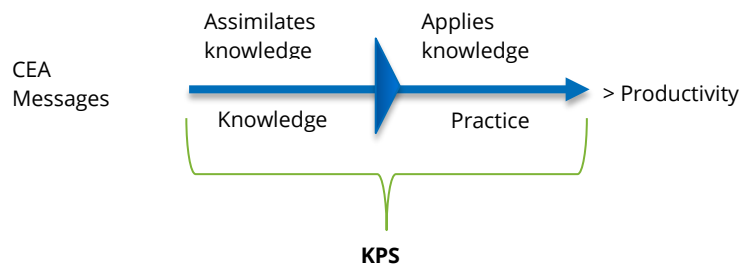 Assimilates
knowledge
Applies
knowledge
CEA
Messages
> Productivity
Knowledge
Practice
KPS